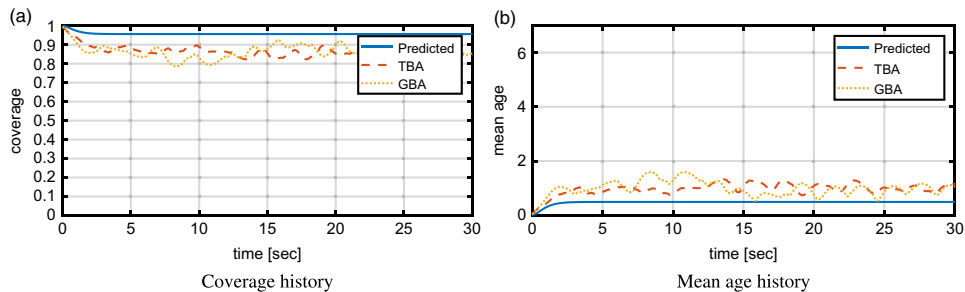 (a)
1
0.9
0.8
0.7
0.6
0.5
0.4
0.3
0.2
0.1
0
coverage
Predicted
TBA
GBA
0 5 10 15 20 25 30
time [sec]
Coverage history
(b)
6
4
2
0
mean age
Predicted
TBA
GBA
0 5 10 15 20 25 30
time [sec]
Mean age history